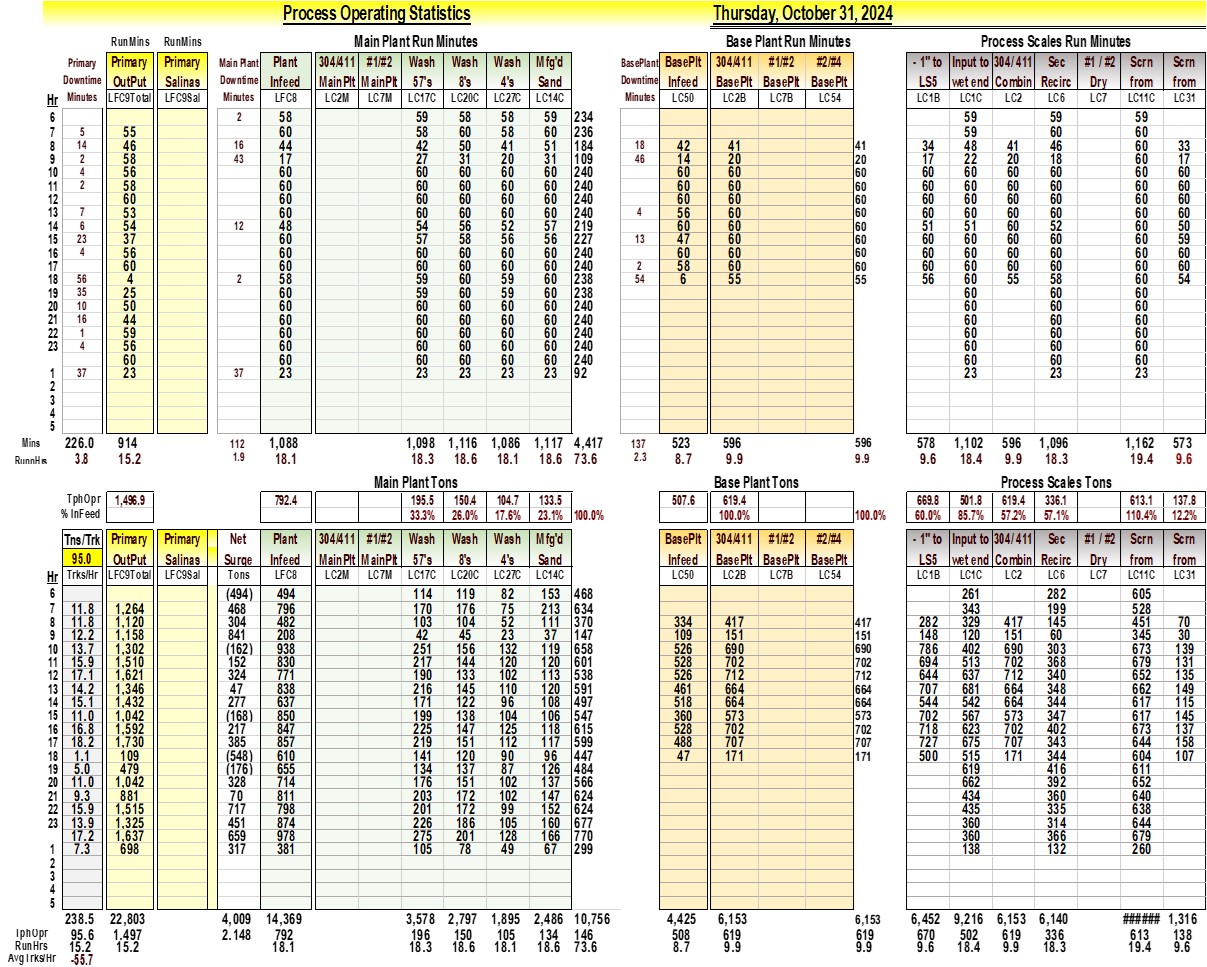 Process Operating Statistics Thursday, October 31, 2024
RunMins RunMins Main Plant Run Minutes Base Plant Run Minutes Process Scales Run Minutes
Primary Primary Primary Main Plant Plant 304/411 #1/#2 Wash Wash Wash Mfg'd BasePlant BasePlt 304/411 #1/#2 #2/#4 - 1" to Input to 304/411 Sec #1 / #2 Scrn Scrn
Downtime OutPut Salinas Downtime Infeed MainPlt MainPlt 57's 8's 4's Sand Downtime Infeed BasePlt BasePlt BasePlt LS5 wet end Combin Recirc Dry from from
Hr Minutes LFC9Total LFC9Sal Minutes LFC8 LC2M LC7M LC17C LC20C LC27C LC14C Minutes LC50 LC2B LC7B LC54 LC1B LC1C LC2 LC6 LC7 LC11C LC31
6 2 58 59 58 58 59 234 59 59 59
7 5 55 60 58 60 58 60 236 59 60 60
8 14 46 16 44 42 50 41 51 184 18 42 41 41 34 48 41 46 60 33
9 2 58 43 17 27 31 20 31 109 46 14 20 20 17 22 20 18 60 17
10 4 56 60 60 60 60 60 240 60 60 60 60 60 60 60 60 60
11 2 58 60 60 60 60 60 240 60 60 60 60 60 60 60 60 60
12 60 60 60 60 60 60 240 60 60 60 60 60 60 60 60 60
13 7 53 60 60 60 60 60 240 4 56 60 60 60 60 60 60 60 60
14 6 54 12 48 54 56 52 57 219 60 60 60 51 51 60 52 60 50
15 23 37 60 57 58 56 56 227 13 47 60 60 60 60 60 60 60 59
16 4 56 60 60 60 60 60 240 60 60 60 60 60 60 60 60 60
17 60 60 60 60 60 60 240 2 58 60 60 60 60 60 60 60 60
18 56 4 2 58 59 60 59 60 238 54 6 55 55 56 60 55 58 60 54
19 35 25 60 59 60 59 60 238 60 60 60
20 10 50 60 60 60 60 60 240 60 60 60
21 16 44 60 60 60 60 60 240 60 60 60
22 1 59 60 60 60 60 60 240 60 60 60
23 4 56 60 60 60 60 60 240 60 60 60
60 60 60 60 60 60 240 60 60 60
1 37 23 37 23 23 23 23 23 92 23 23 23
2
3
4
5
Mins 226.0 914 112 1,088 1,098 1,116 1,086 1,117 4,417 137 523 596 596 578 1,102 596 1,096 1,162 573
RunnHrs 3.8 15.2 1.9 18.1 18.3 18.6 18.1 18.6 73.6 2.3 8.7 9.9 9.9 9.6 18.4 9.9 18.3 19.4 9.6
Main Plant Tons Base Plant Tons Process Scales Tons
TphOpr 1,496.9 792.4 195.5 150.4 104.7 133.5 507.6 619.4 669.8 501.8 619.4 336.1 613.1 137.8
% InFeed 33.3% 26.0% 17.6% 23.1% 100.0% 100.0% 100.0% 60.0% 85.7% 57.2% 57.1% 110.4% 12.2%
Tns/Trk Primary Primary Net Plant 304/411 #1/#2 Wash Wash Wash Mfg'd BasePlt 304/411 #1/#2 #2/#4 - 1" to Input to 304/411 Sec #1 / #2 Scrn Scrn
95.0 OutPut Salinas Surge Infeed MainPlt MainPlt 57's 8's 4's Sand Infeed BasePlt BasePlt BasePlt LS5 wet end Combin Recirc Dry from from
Hr Trks/Hr LFC9Total LFC9Sal Tons LFC8 LC2M LC7M LC17C LC20C LC27C LC14C LC50 LC2B LC7B LC54 LC1B LC1C LC2 LC6 LC7 LC11C LC31
6 (494) 494 114 119 82 153 468 261 282 605
7 11.8 1,264 468 796 170 176 75 213 634 343 199 528
8 11.8 1,120 304 482 103 104 52 111 370 334 417 417 282 329 417 145 451 70
9 12.2 1,158 841 208 42 45 23 37 147 109 151 151 148 120 151 60 345 30
10 13.7 1,302 (162) 938 251 156 132 119 658 526 690 690 786 402 690 303 673 139
11 15.9 1,510 152 830 217 144 120 120 601 528 702 702 694 513 702 368 679 131
12 17.1 1,621 324 771 190 133 102 113 538 526 712 712 644 637 712 340 652 135
13 14.2 1,346 47 838 216 145 110 120 591 461 664 664 707 681 664 348 662 149
14 15.1 1,432 277 637 171 122 96 108 497 518 664 664 544 542 664 344 617 115
15 11.0 1,042 (168) 850 199 138 104 106 547 360 573 573 702 567 573 347 617 145
16 16.8 1,592 217 847 225 147 125 118 615 528 702 702 718 623 702 402 673 137
17 18.2 1,730 385 857 219 151 112 117 599 488 707 707 727 675 707 343 644 158
18 1.1 109 (548) 610 141 120 90 96 447 47 171 171 500 515 171 344 604 107
19 5.0 479 (176) 655 134 137 87 126 484 619 416 611
20 11.0 1,042 328 714 176 151 102 137 566 662 392 652
21 9.3 881 70 811 203 172 102 147 624 434 360 640
22 15.9 1,515 717 798 201 172 99 152 624 435 335 638
23 13.9 1,325 451 874 226 186 105 160 677 360 314 644
17.2 1,637 659 978 275 201 128 166 770 360 366 679
1 7.3 698 317 381 105 78 49 67 299 138 132 260
2
3
4
5
238.5 22,803 4,009 14,369 3,578 2,797 1,895 2,486 10,756 4,425 6,153 6,153 6,452 9,216 6,153 6,140 ###### 1,316
TphOpr 95.6 1,497 2.148 792 196 150 105 134 146 508 619 619 670 502 619 336 613 138
RunHrs 15.2 15.2 18.1 18.3 18.6 18.1 18.6 73.6 8.7 9.9 9.9 9.6 18.4 9.9 18.3 19.4 9.6
AvgTrks/Hr -55.7